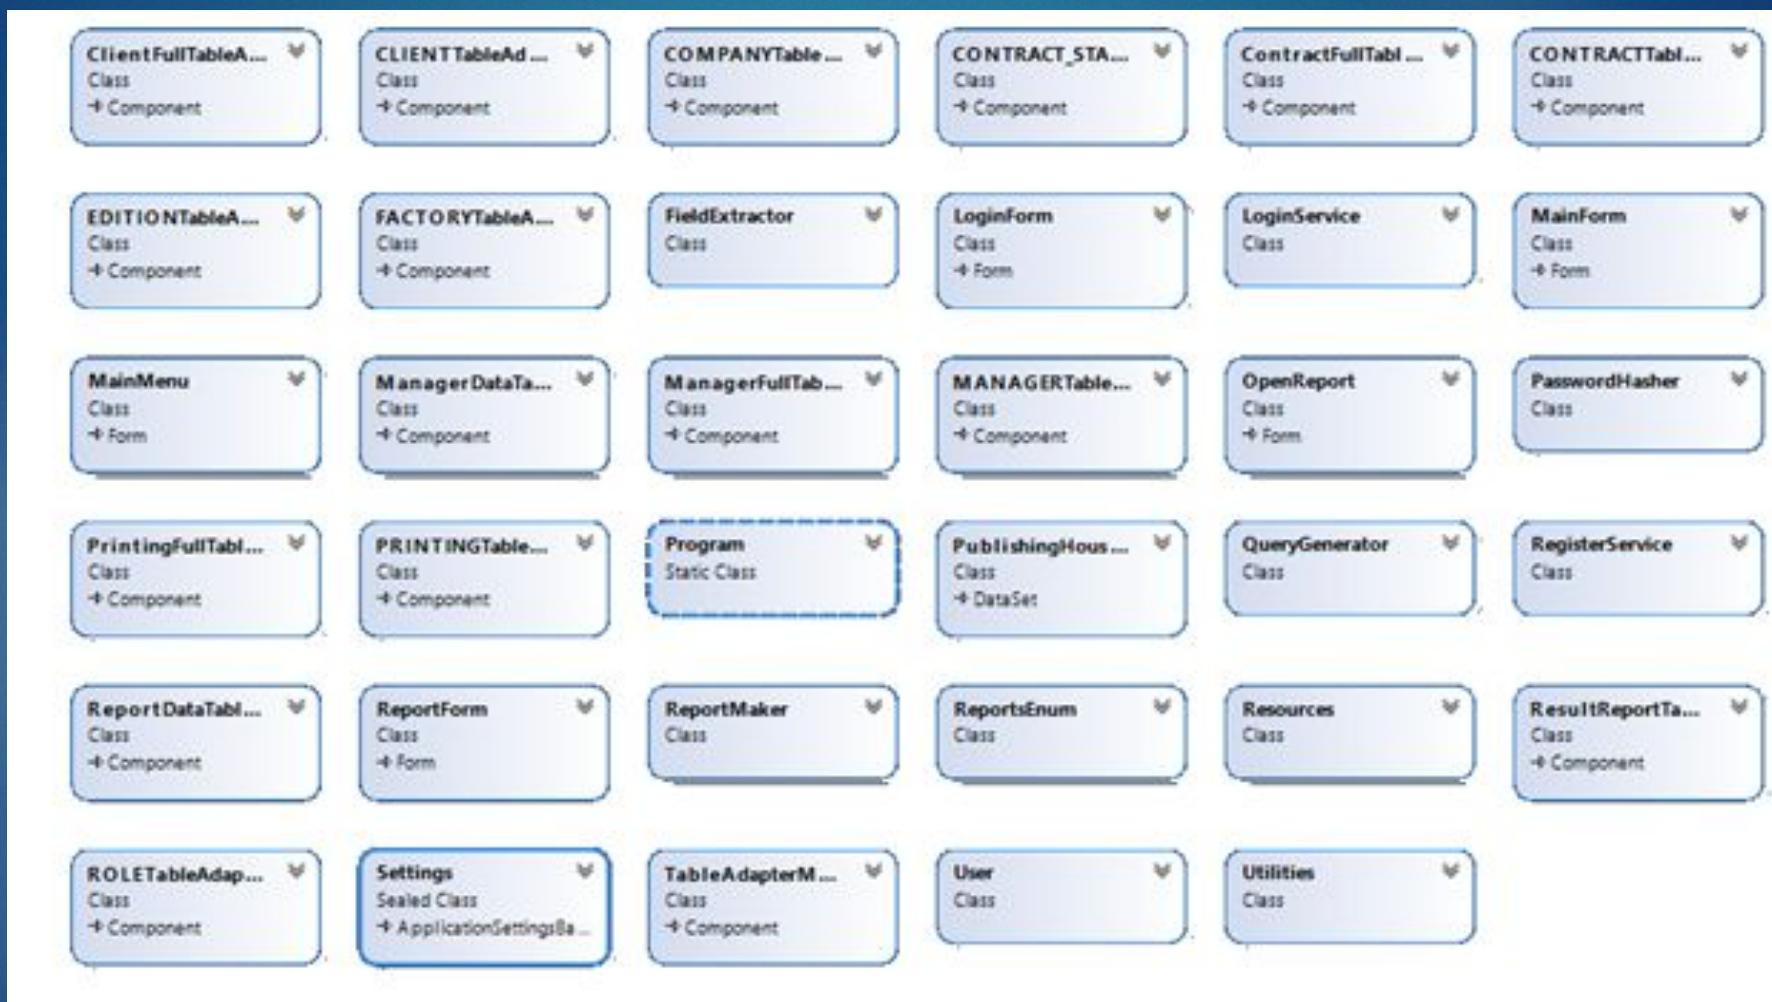 ClientFullTableA...
Class
Component
CLIENTTableAd...
Class
Component
COMPANYTable...
Class
Component
CONTRACT_STA...
Class
Component
ContractFullTabl...
Class
Component
CONTRACTTabl...
Class
Component
EDITIONTableA...
Class
Component
FACTORYTableA...
Class
Component
FieldExtractor
Class
LoginForm
Class
Form
LoginService
Class
MainForm
Class
Form
MainMenu
Class
Form
ManagerDataTa...
Class
Component
ManagerFullTab...
Class
Component
MANAGERTable...
Class
Component
OpenReport
Class
Form
PasswordHasher
Class
PrintingFullTabl...
Class
Component
PRINTINGTable...
Class
Component
Program
Static Class
PublishingHous...
Class
DataSet
QueryGenerator
Class
RegisterService
Class
ReportDataTabl...
Class
Component
ReportForm
Class
Form
ReportMaker
Class
ReportsEnum
Class
Resources
Class
ResultReportTa...
Class
Component
ROLETableAdap...
Class
Component
Settings
Sealed Class
ApplicationSettingsBa...
TableAdapterM...
Class
Component
User
Class
Utilities
Class